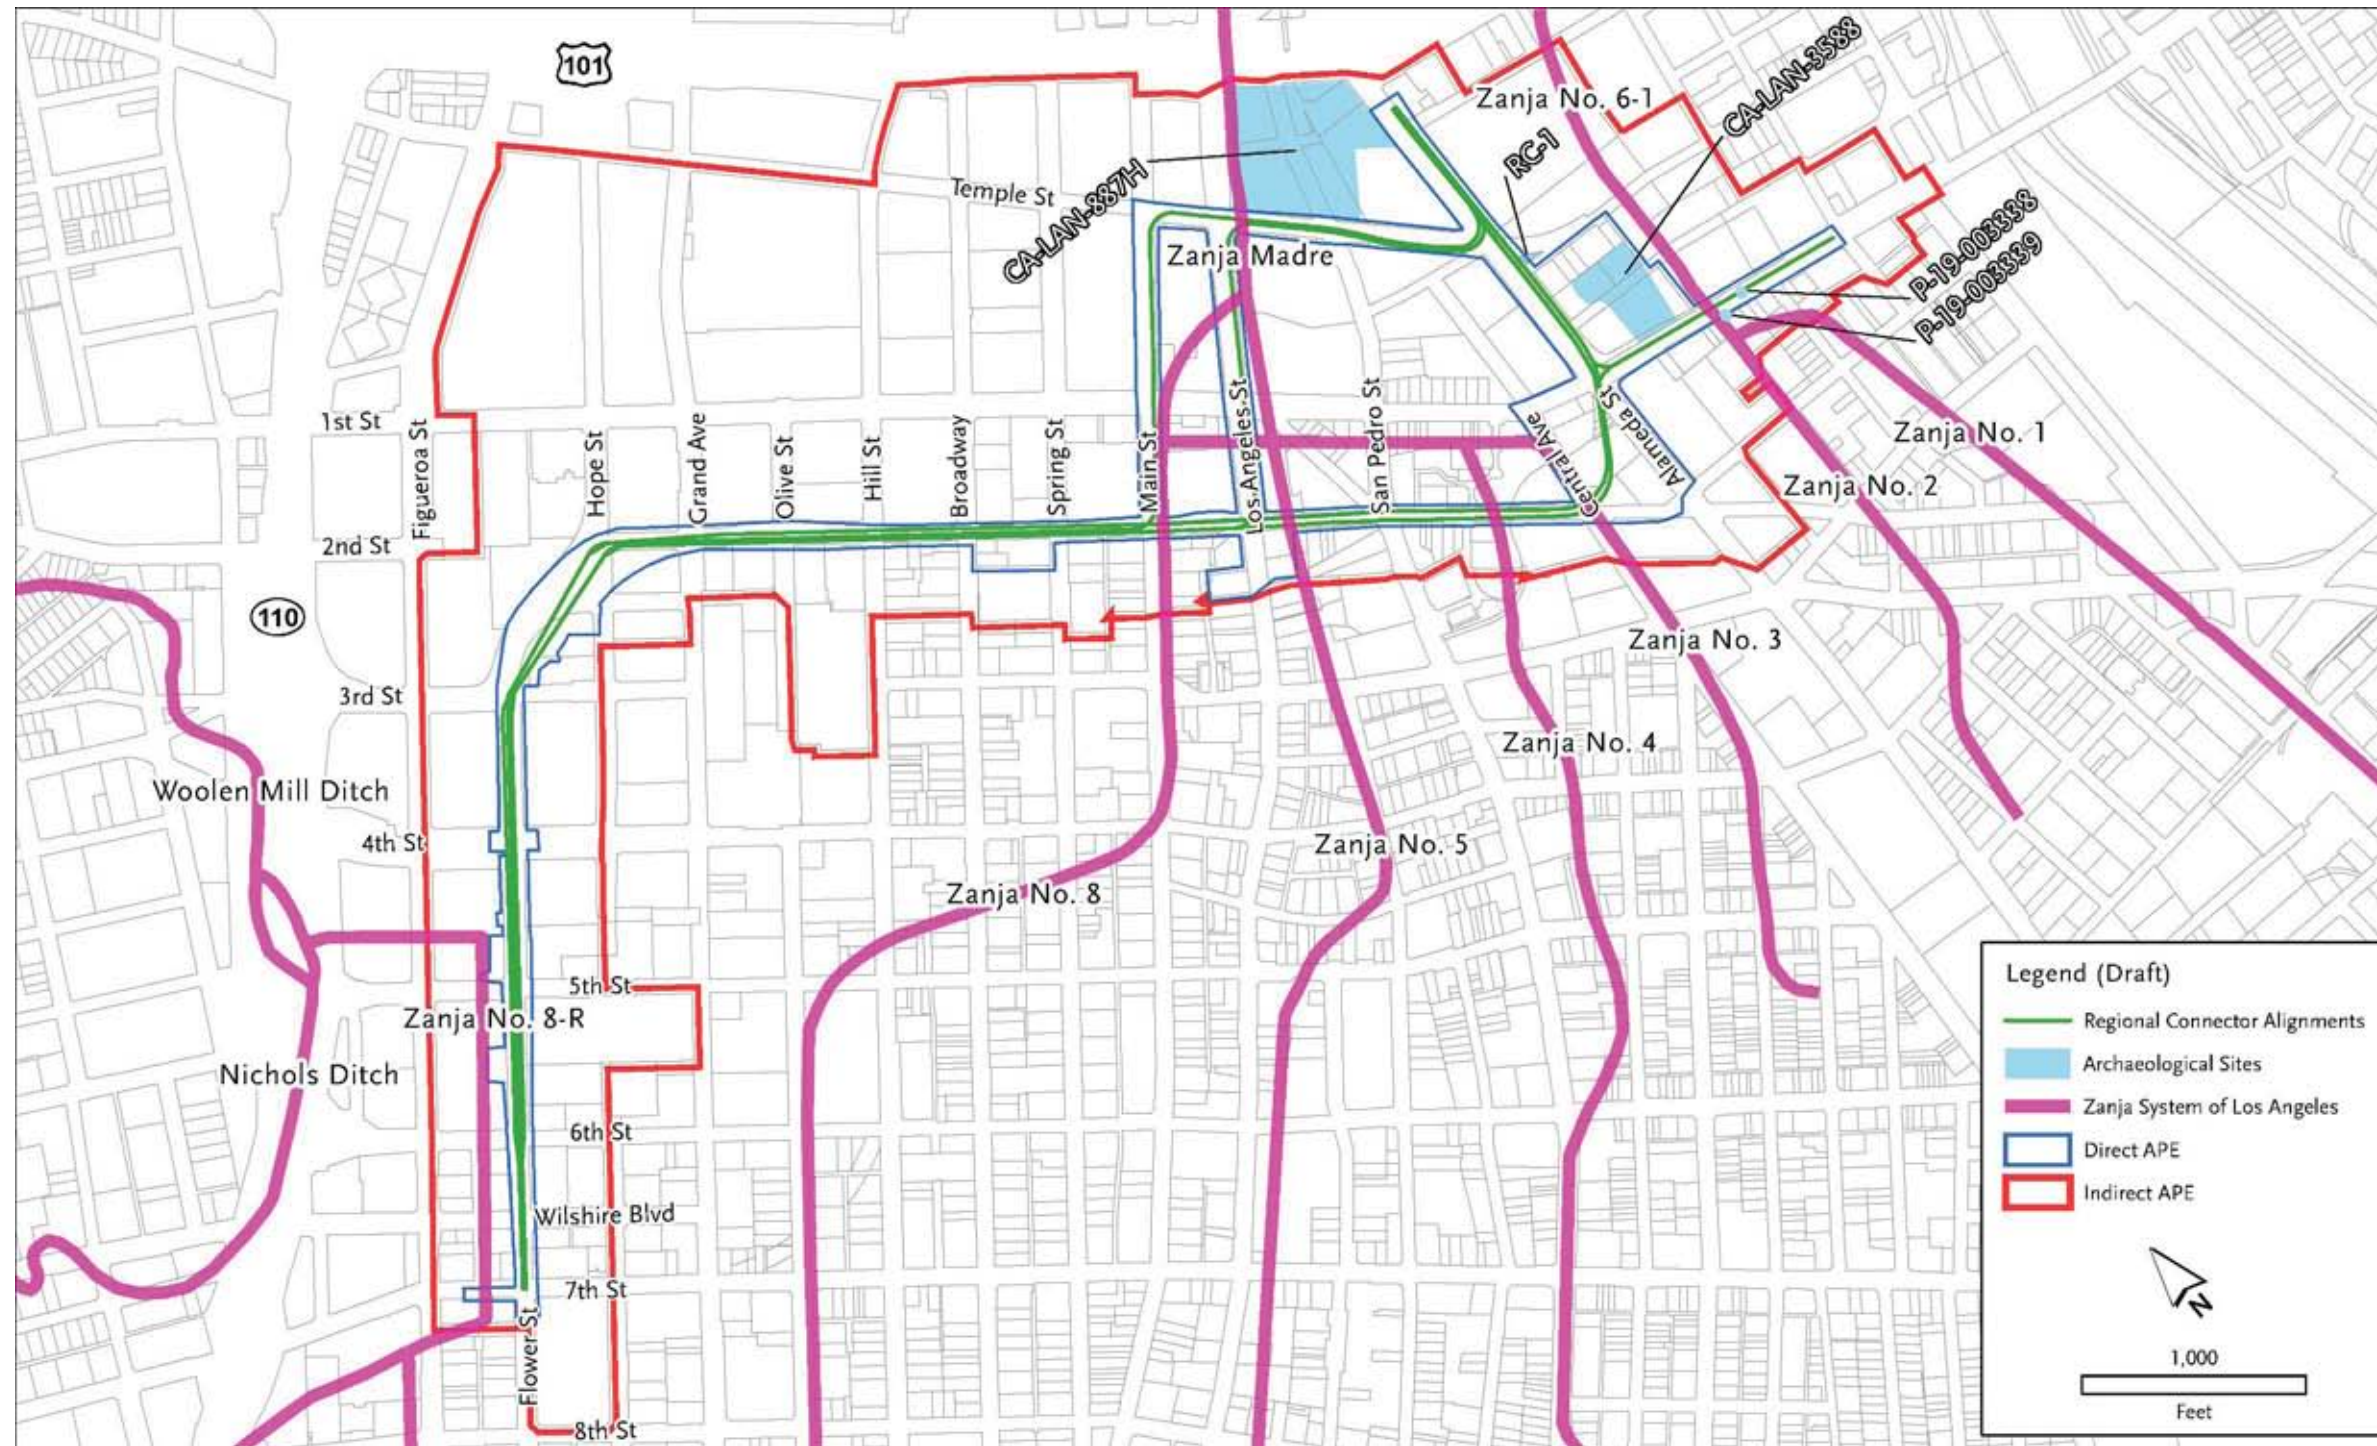 101
Zanja No. 6-1
CA-LAN-3588
RC-1
Temple St
CA-LAN-887H
Zanja Madre
P-19-003338
P-19-003339
1st St
Figueroa St
Hope St
Grand Ave
Olive St
Hill St
Broadway
Spring St
Main St
Los Angeles St
San Pedro St
Central Ave
Alameda St
Zanja No. 1
Zanja No. 2
2nd St
110
Zanja No. 3
3rd St
Zanja No. 4
Woolen Mill Ditch
4th St
Zanja No. 5
Zanja No. 8
5th St
Zanja No. 8-R
Nichols Ditch
6th St
Wilshire Blvd
7th St
Flower St
8th St
Legend (Draft)
Regional Connector Alignments
Archaeological Sites
Zanja System of Los Angeles
Direct APE
Indirect APE
N
1,000
Feet